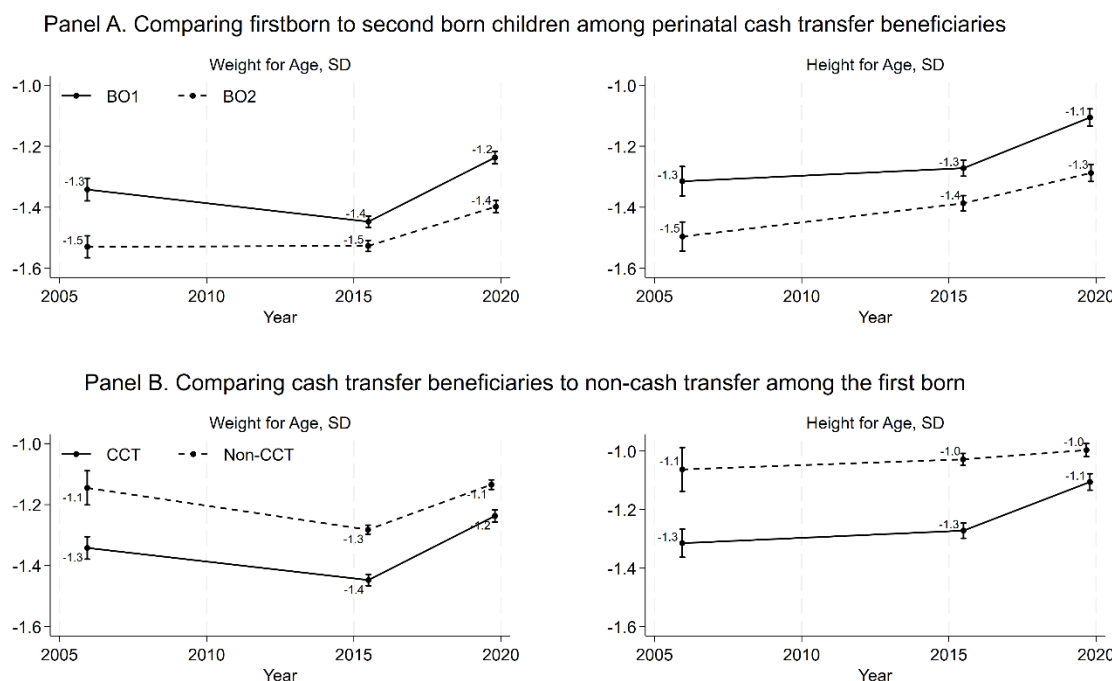 Panel A. Comparing firstborn to second born children among perinatal cash transfer beneficiaries
Weight for Age, SD
BO1 BO2
-1.0
-1.2
-1.4
-1.6
-1.3
-1.4
-1.2
-1.5
-1.5
-1.4
2005 2010 2015 2020
Year
Height for Age, SD
-1.0
-1.2
-1.4
-1.6
-1.3
-1.3
-1.1
-1.5
-1.4
-1.3
2005 2010 2015 2020
Year
Panel B. Comparing cash transfer beneficiaries to non-cash transfer among the first born
Weight for Age, SD
CCT Non-CCT
-1.0
-1.2
-1.4
-1.6
-1.1
-1.3
-1.1
-1.3
-1.4
-1.2
2005 2010 2015 2020
Year
Height for Age, SD
-1.0
-1.2
-1.4
-1.6
-1.1
-1.0
-1.0
-1.3
-1.3
-1.1
2005 2010 2015 2020
Year